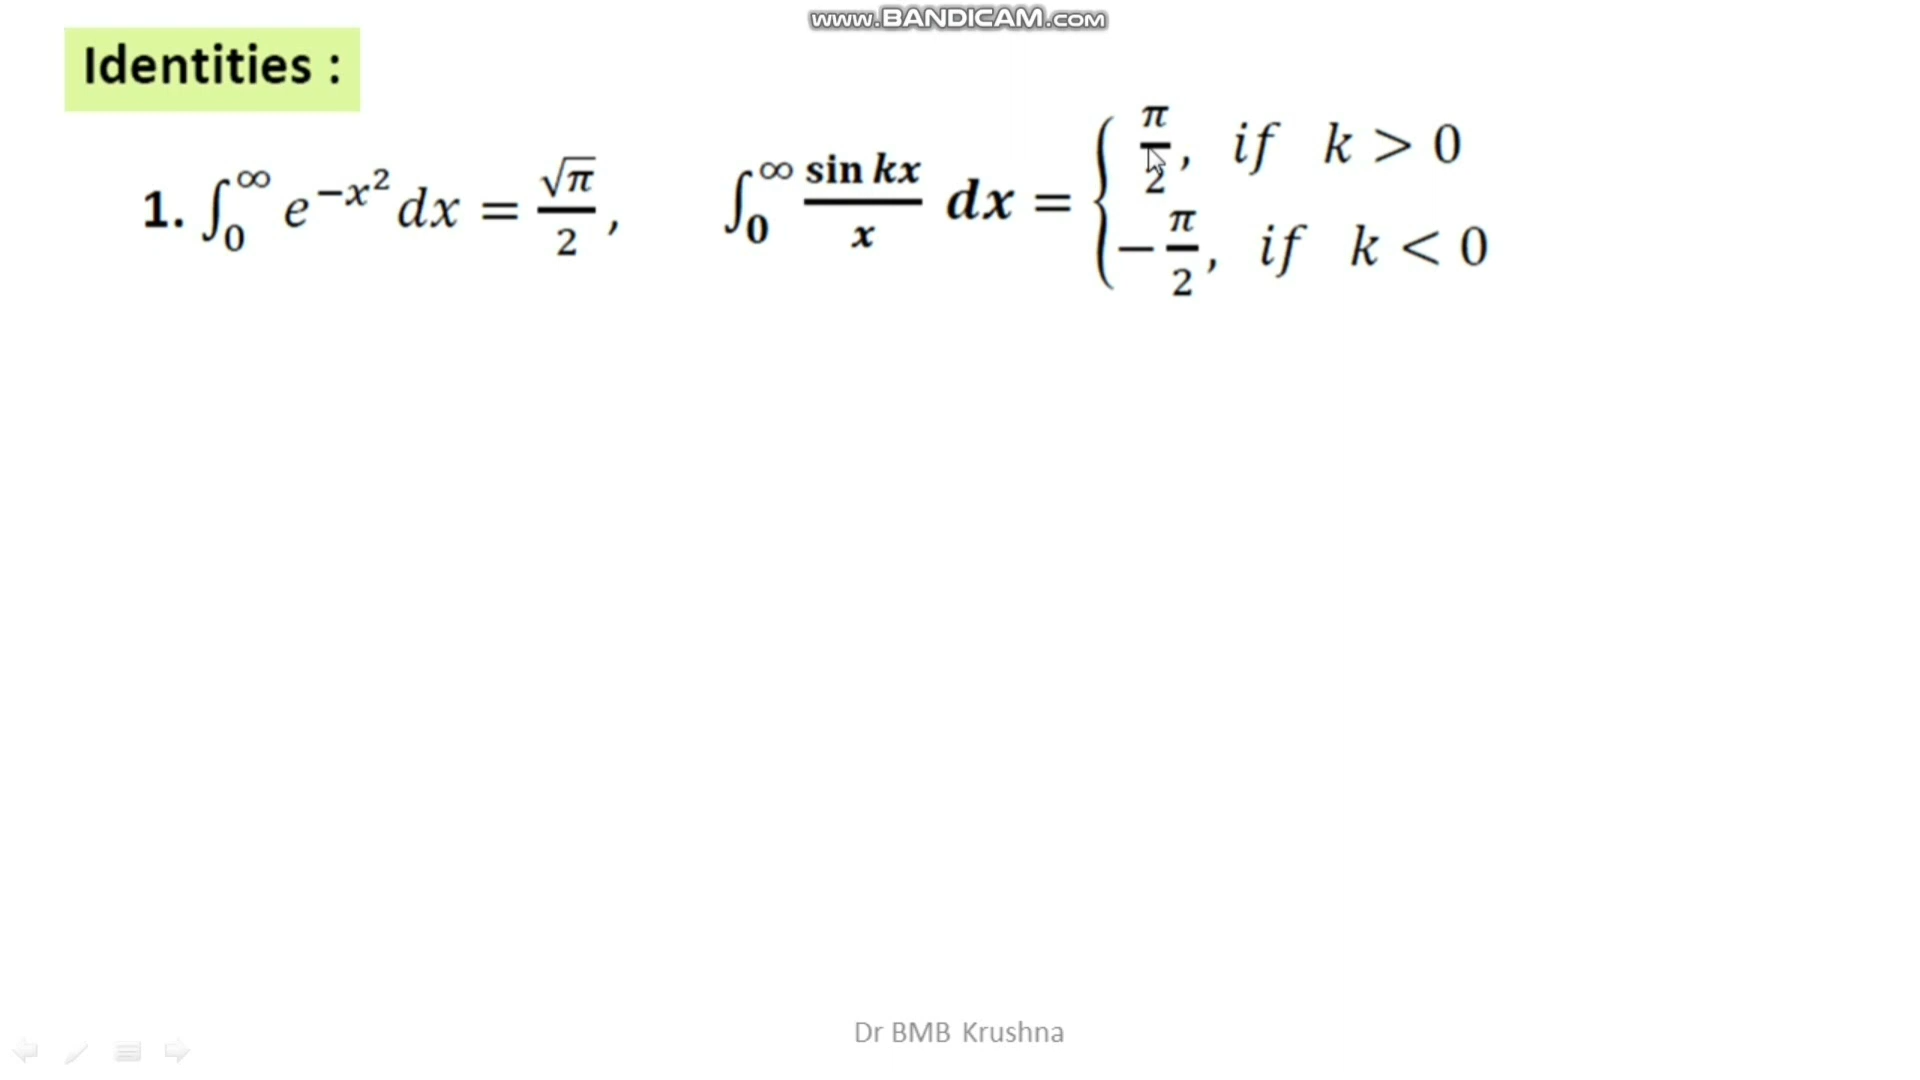 www.BANDICAM.com
Identities :
1. ∫₀^∞ e^{-x²} dx = √π/2 , ∫₀^∞ sin kx / x dx = { π/2, if k > 0
-π/2, if k < 0
Dr BMB Krushna